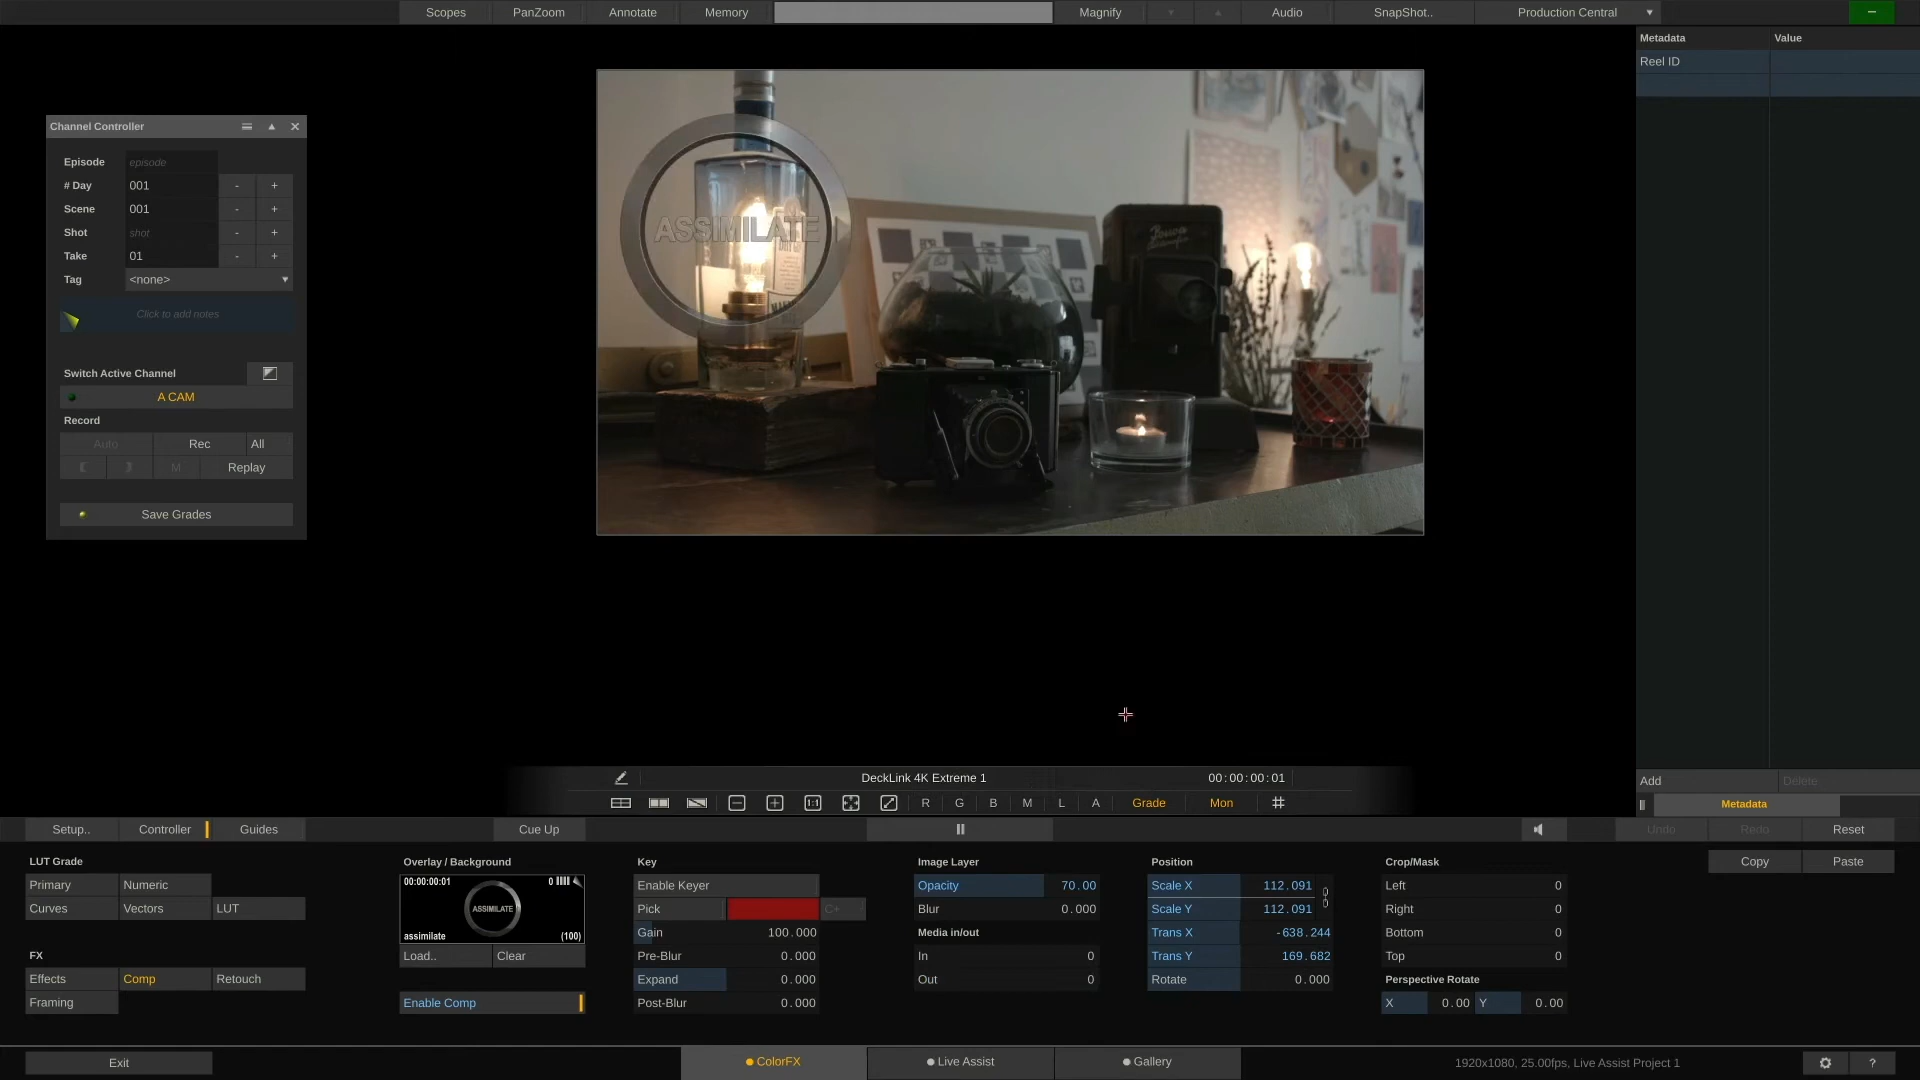 Scopes PanZoom Annotate Memory Magnify Audio SnapShot.. Production Central
Metadata Value
Reel ID
Channel Controller
Episode episode
# Day 001 - +
Scene 001 - +
Shot shot - +
Take 01 - +
Tag <none>
Click to add notes
Switch Active Channel
A CAM
Record
Auto Rec All
M Replay
Save Grades
ASSIMILATE
DeckLink 4K Extreme 1 00:00:00:01
1:1 R G B M L A Grade Mon
Add Delete
Metadata
Setup.. Controller Guides Cue Up Undo Redo Reset
Copy Paste
LUT Grade
Primary Numeric
Curves Vectors LUT
FX
Effects Comp Retouch
Framing
Overlay / Background
00:00:00:01 0
ASSIMILATE
assimilate (100)
Load.. Clear
Enable Comp
Key
Enable Keyer
Pick C+
Gain 100.000
Pre-Blur 0.000
Expand 0.000
Post-Blur 0.000
Image Layer
Opacity 70.00
Blur 0.000
Media in/out
In 0
Out 0
Position
Scale X 112.091
Scale Y 112.091
Trans X -638.244
Trans Y 169.682
Rotate 0.000
Crop/Mask
Left 0
Right 0
Bottom 0
Top 0
Perspective Rotate
X 0.00 Y 0.00
Exit ColorFX Live Assist Gallery 1920x1080, 25.00fps, Live Assist Project 1 ?